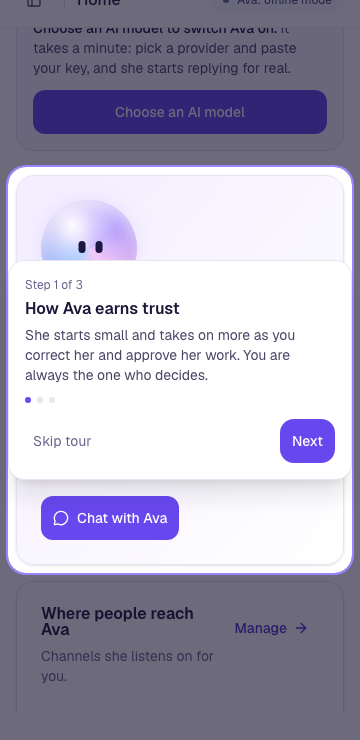 Home
Ava: offline mode
Choose an AI model to switch Ava on. It
takes a minute: pick a provider and paste
your key, and she starts replying for real.
Choose an AI model
Step 1 of 3
How Ava earns trust
She starts small and takes on more as you
correct her and approve her work. You are
always the one who decides.
Skip tour
Next
Chat with Ava
Where people reach
Ava
Manage
Channels she listens on for
you.